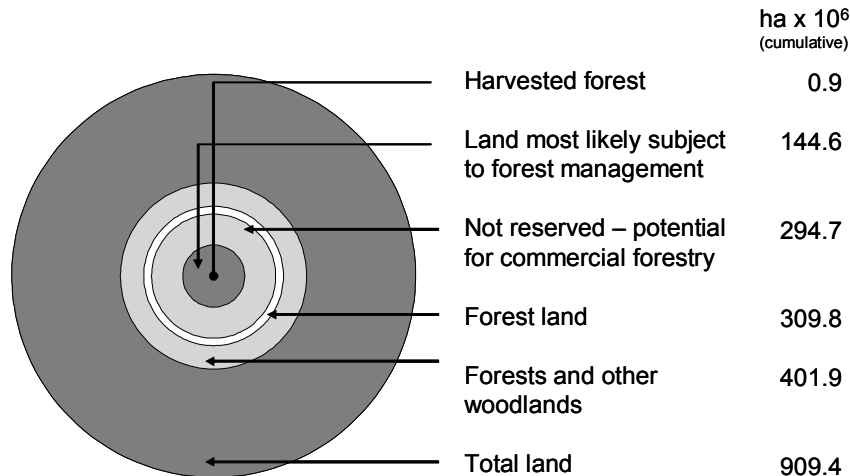 ha x 10⁶
(cumulative)
Harvested forest 0.9
Land most likely subject 144.6
to forest management
Not reserved – potential 294.7
for commercial forestry
Forest land 309.8
Forests and other 401.9
woodlands
Total land 909.4